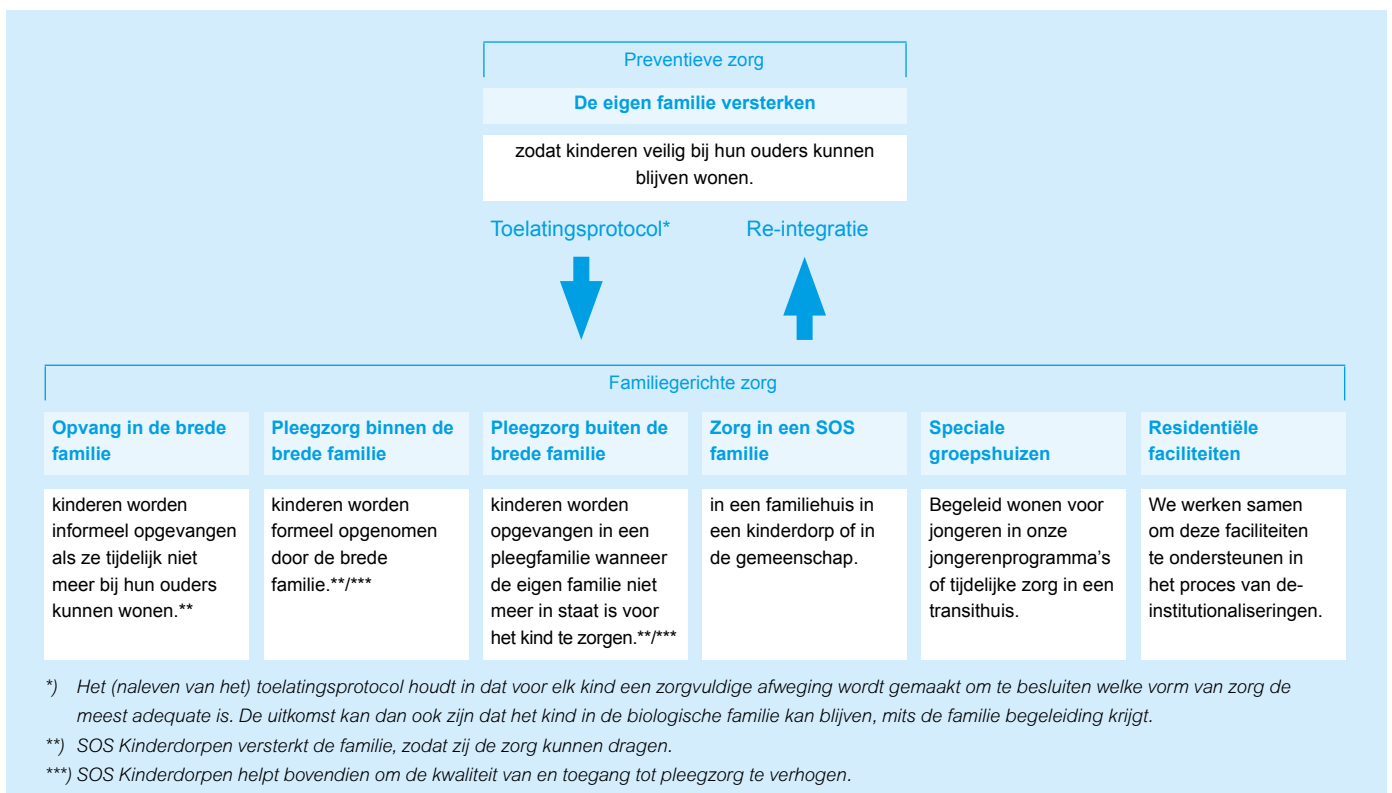 Preventieve zorg
De eigen familie versterken
zodat kinderen veilig bij hun ouders kunnen
blijven wonen.
Toelatingsprotocol*
Re-integratie
Familiegerichte zorg
Opvang in de brede
familie
kinderen worden
informeel opgevangen
als ze tijdelijk niet
meer bij hun ouders
kunnen wonen.**
Pleegzorg binnen de
brede familie
kinderen worden
formeel opgenomen
door de brede
familie.**/***
Pleegzorg buiten de
brede familie
kinderen worden
opgevangen in een
pleegfamilie wanneer
de eigen familie niet
meer in staat is voor
het kind te zorgen.**/***
Zorg in een SOS
familie
in een familiehuis in
een kinderdorp of in
de gemeenschap.
Speciale
groepshuizen
Begeleid wonen voor
jongeren in onze
jongerenprogramma's
of tijdelijke zorg in een
transithuis.
Residentiële
faciliteiten
We werken samen
om deze faciliteiten
te ondersteunen in
het proces van de-
institutionaliseringen.
*) Het (naleven van het) toelatingsprotocol houdt in dat voor elk kind een zorgvuldige afweging wordt gemaakt om te besluiten welke vorm van zorg de
meest adequate is. De uitkomst kan dan ook zijn dat het kind in de biologische familie kan blijven, mits de familie begeleiding krijgt.
**) SOS Kinderdorpen versterkt de familie, zodat zij de zorg kunnen dragen.
***) SOS Kinderdorpen helpt bovendien om de kwaliteit van en toegang tot pleegzorg te verhogen.